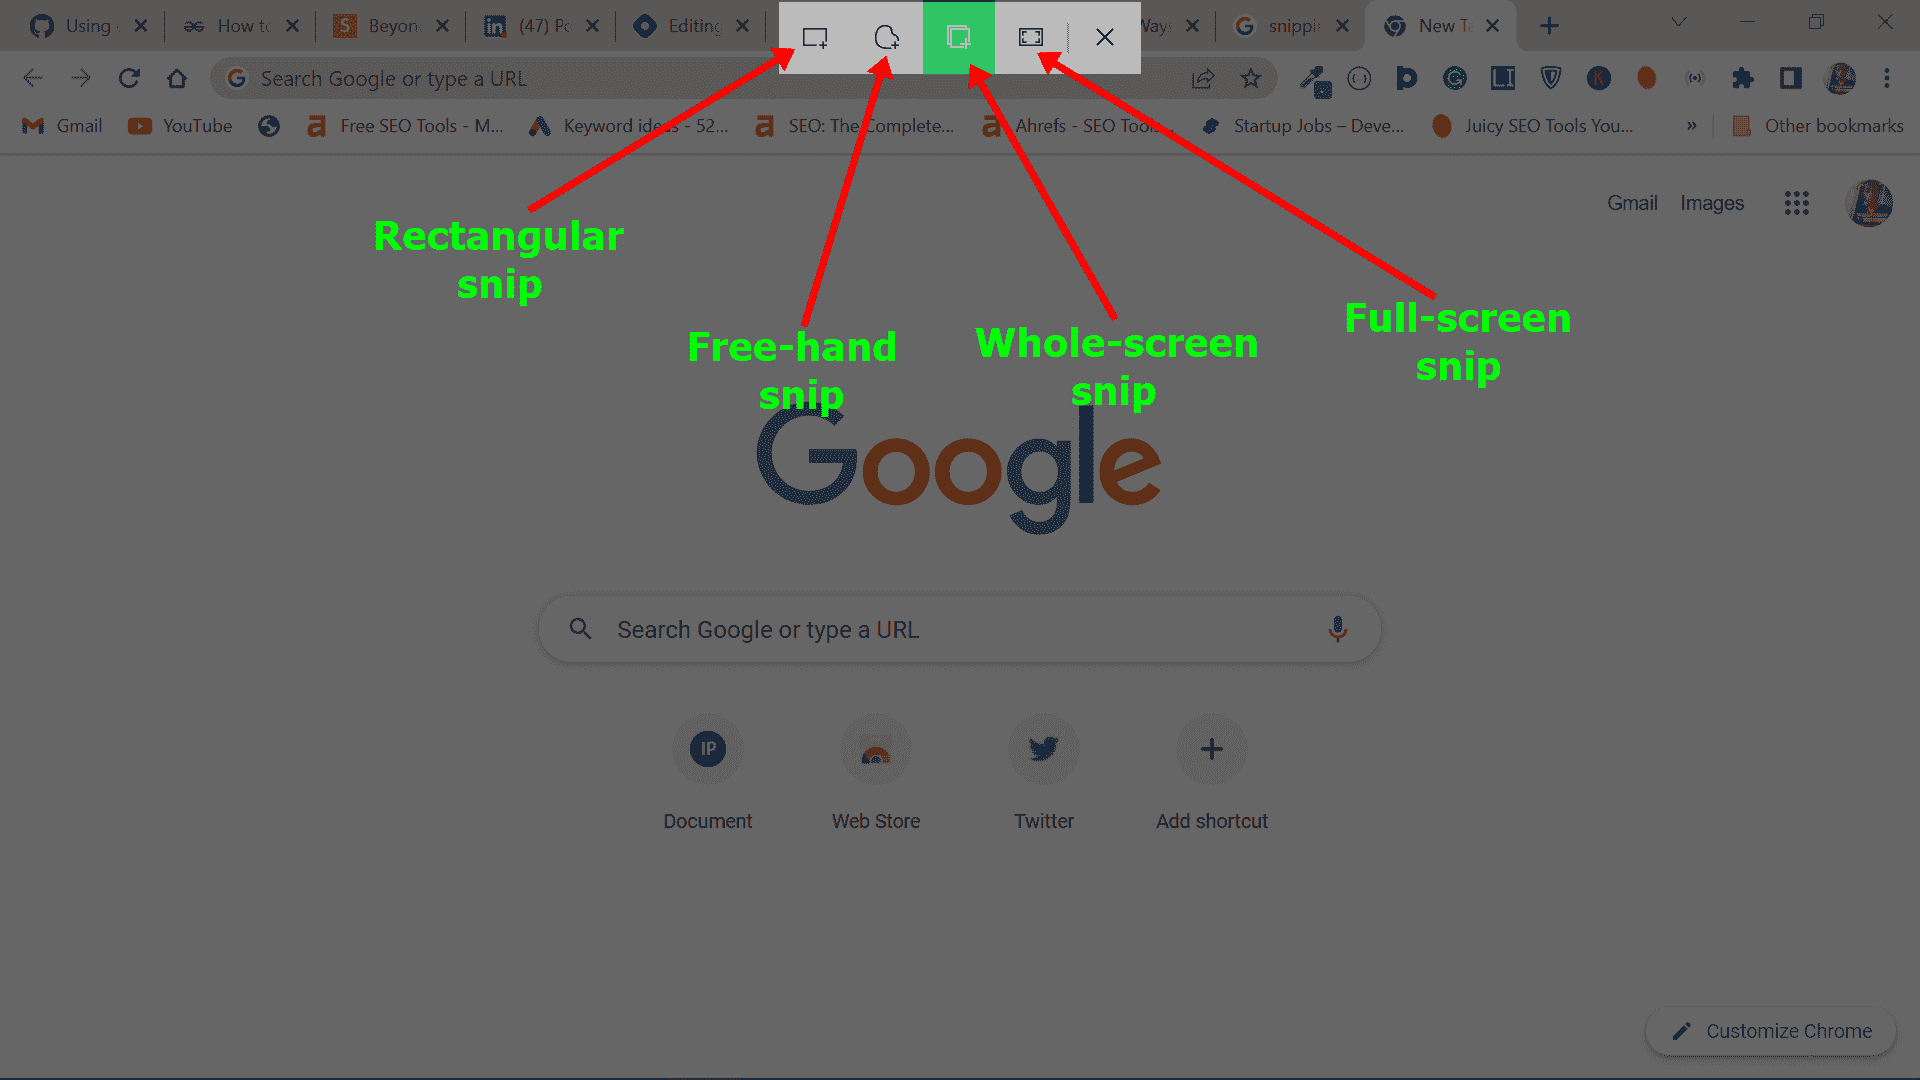 Using
How to
Beyon
(47) Po
Editing
Ways
snippi
New Ta
Search Google or type a URL
Gmail
YouTube
Free SEO Tools - M...
Keyword ideas - 52...
SEO: The Complete...
Ahrefs - SEO Tools
Startup Jobs – Deve...
Juicy SEO Tools You...
»
Other bookmarks
Gmail
Images
Rectangular
snip
Free-hand
snip
Whole-screen
snip
Full-screen
snip
Google
Search Google or type a URL
IP
Document
Web Store
Twitter
Add shortcut
Customize Chrome